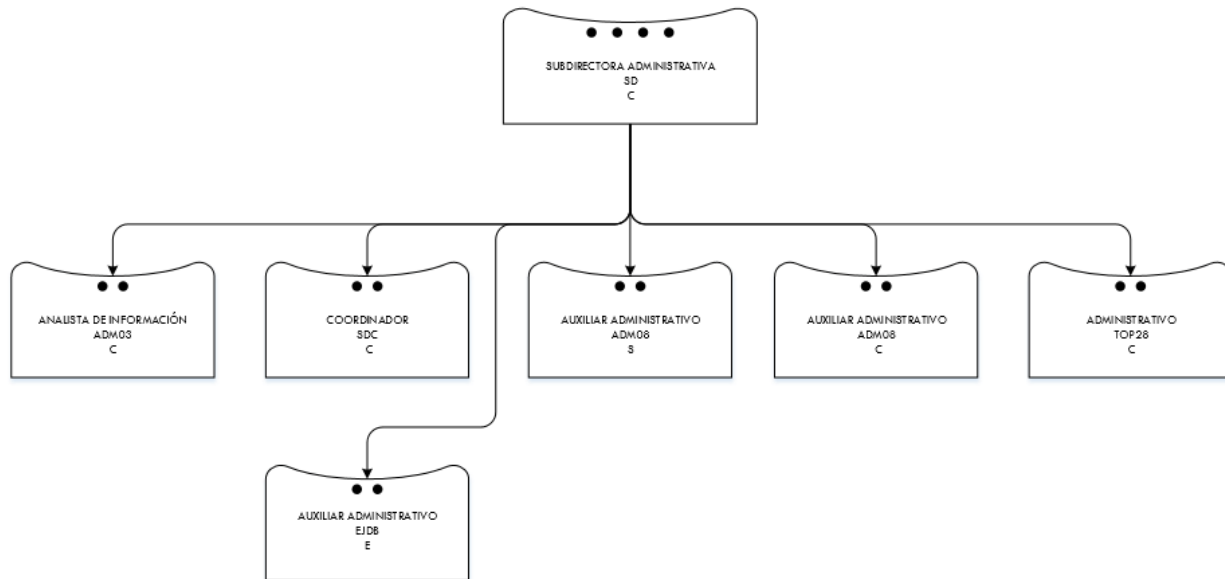 SUBDIRECTORA ADMINISTRATIVA
SD
C
ANALISTA DE INFORMACIÓN
ADM03
C
COORDINADOR
SDC
C
AUXILIAR ADMINISTRATIVO
ADM08
S
AUXILIAR ADMINISTRATIVO
ADM08
C
ADMINISTRATIVO
TOP28
C
AUXILIAR ADMINISTRATIVO
EJDB
E